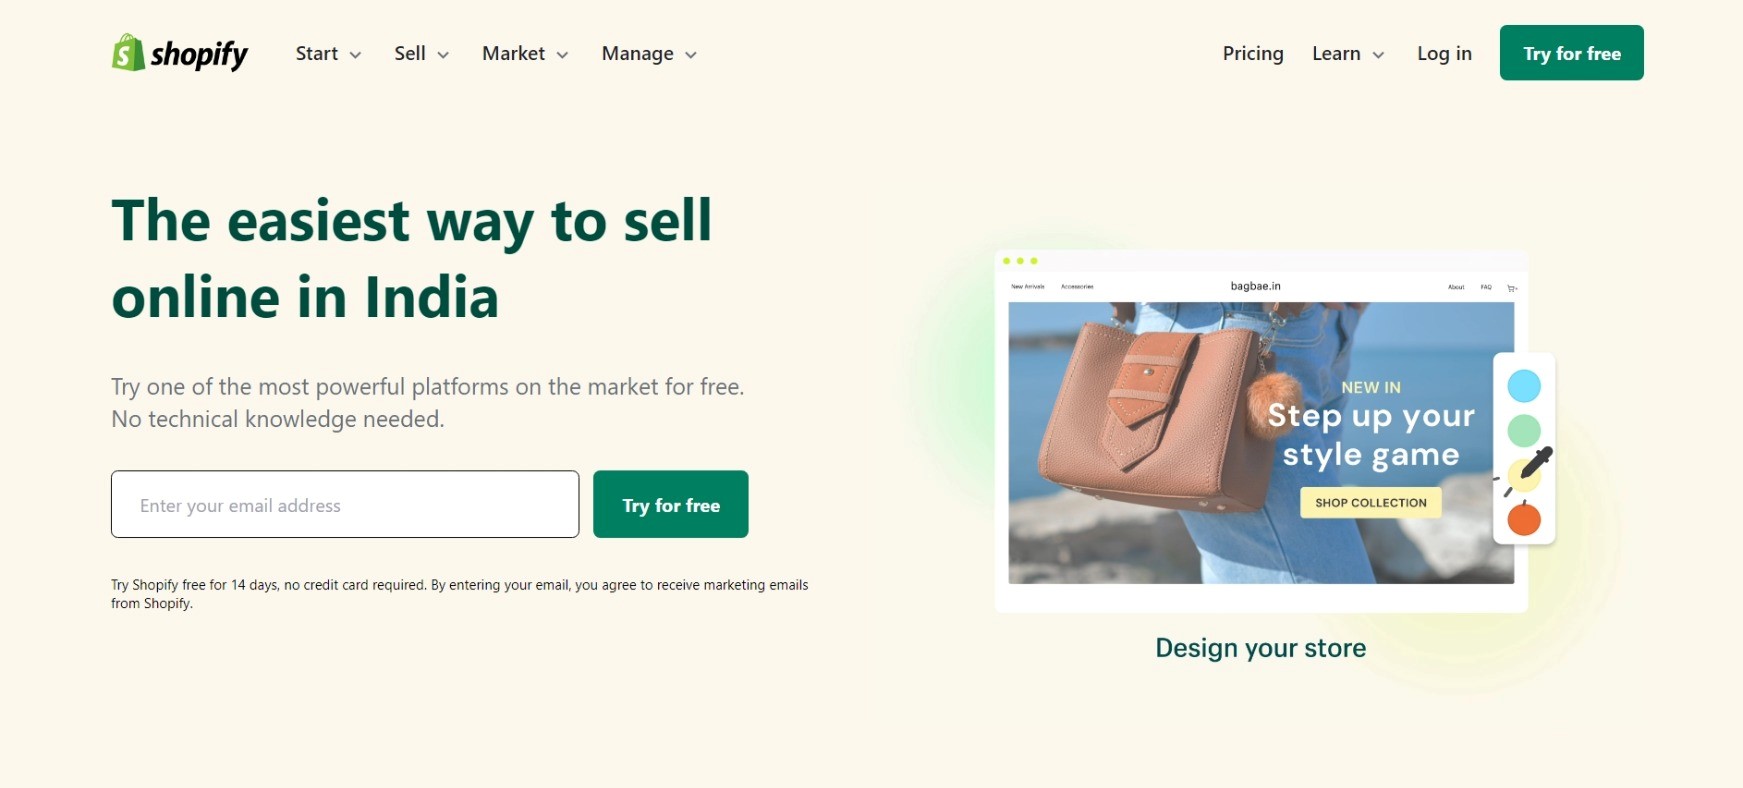 shopify
Start
Sell
Market
Manage
Pricing
Learn
Log in
Try for free
The easiest way to sell
online in India
Try one of the most powerful platforms on the market for free.
No technical knowledge needed.
Enter your email address
Try for free
Try Shopify free for 14 days, no credit card required. By entering your email, you agree to receive marketing emails
from Shopify.
New Arrivals
Accessories
bagbae.in
About
FAQ
NEW IN
Step up your
style game
SHOP COLLECTION
Design your store